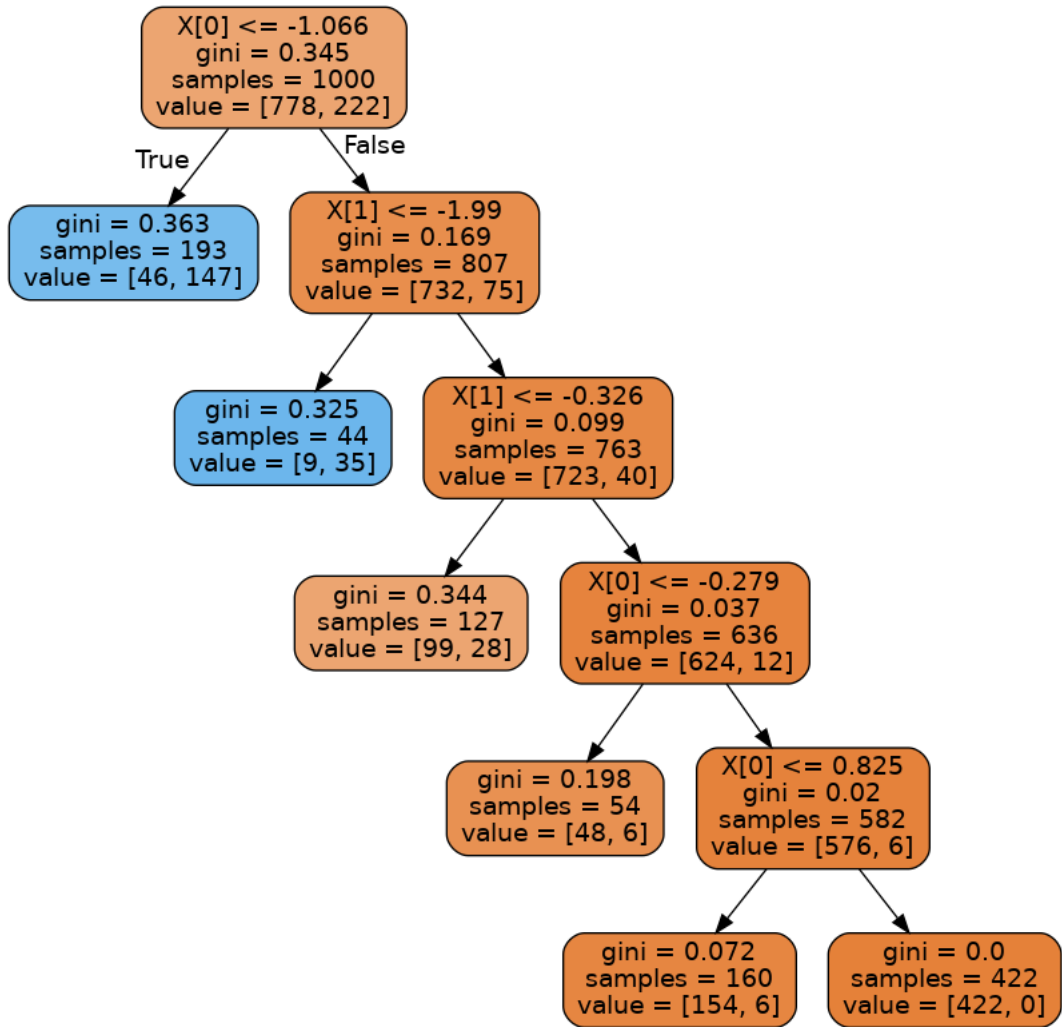 X[0] <= -1.066
gini = 0.345
samples = 1000
value = [778, 222]
True
False
gini = 0.363
samples = 193
value = [46, 147]
X[1] <= -1.99
gini = 0.169
samples = 807
value = [732, 75]
gini = 0.325
samples = 44
value = [9, 35]
X[1] <= -0.326
gini = 0.099
samples = 763
value = [723, 40]
gini = 0.344
samples = 127
value = [99, 28]
X[0] <= -0.279
gini = 0.037
samples = 636
value = [624, 12]
gini = 0.198
samples = 54
value = [48, 6]
X[0] <= 0.825
gini = 0.02
samples = 582
value = [576, 6]
gini = 0.072
samples = 160
value = [154, 6]
gini = 0.0
samples = 422
value = [422, 0]